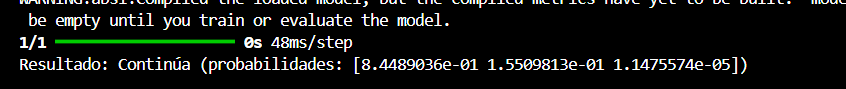 WARNING:absl:Compiled the loaded model, but the compiled metrics have yet to be built. `mode
be empty until you train or evaluate the model.
1/1 0s 48ms/step
Resultado: Continúa (probabilidades: [8.4489036e-01 1.5509813e-01 1.1475574e-05])